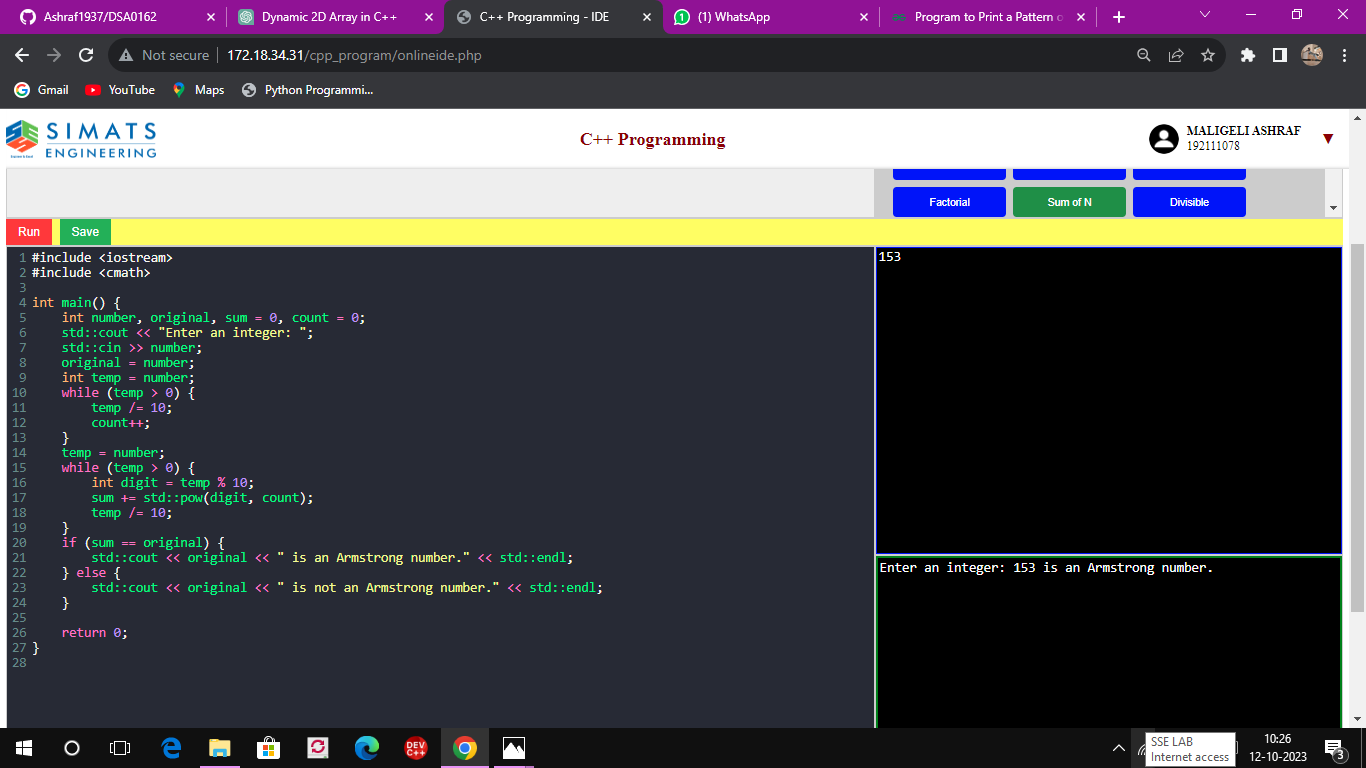 Ashraf1937/DSA0162
Dynamic 2D Array in C++
C++ Programming - IDE
(1) WhatsApp
Program to Print a Pattern o
Not secure
172.18.34.31/cpp_program/onlineide.php
Gmail
YouTube
Maps
Python Programmi...
SIMATS
ENGINEERING
C++ Programming
MALIGELI ASHRAF
192111078
Factorial
Sum of N
Divisible
Run
Save
1 #include <iostream>
2 #include <cmath>
3
4 int main() {
5     int number, original, sum = 0, count = 0;
6     std::cout << "Enter an integer: ";
7     std::cin >> number;
8     original = number;
9     int temp = number;
10     while (temp > 0) {
11         temp /= 10;
12         count++;
13     }
14     temp = number;
15     while (temp > 0) {
16         int digit = temp % 10;
17         sum += std::pow(digit, count);
18         temp /= 10;
19     }
20     if (sum == original) {
21         std::cout << original << " is an Armstrong number." << std::endl;
22     } else {
23         std::cout << original << " is not an Armstrong number." << std::endl;
24     }
25
26     return 0;
27 }
28
153
Enter an integer: 153 is an Armstrong number.
DEV
C++
SSE LAB
Internet access
10:26
12-10-2023
3